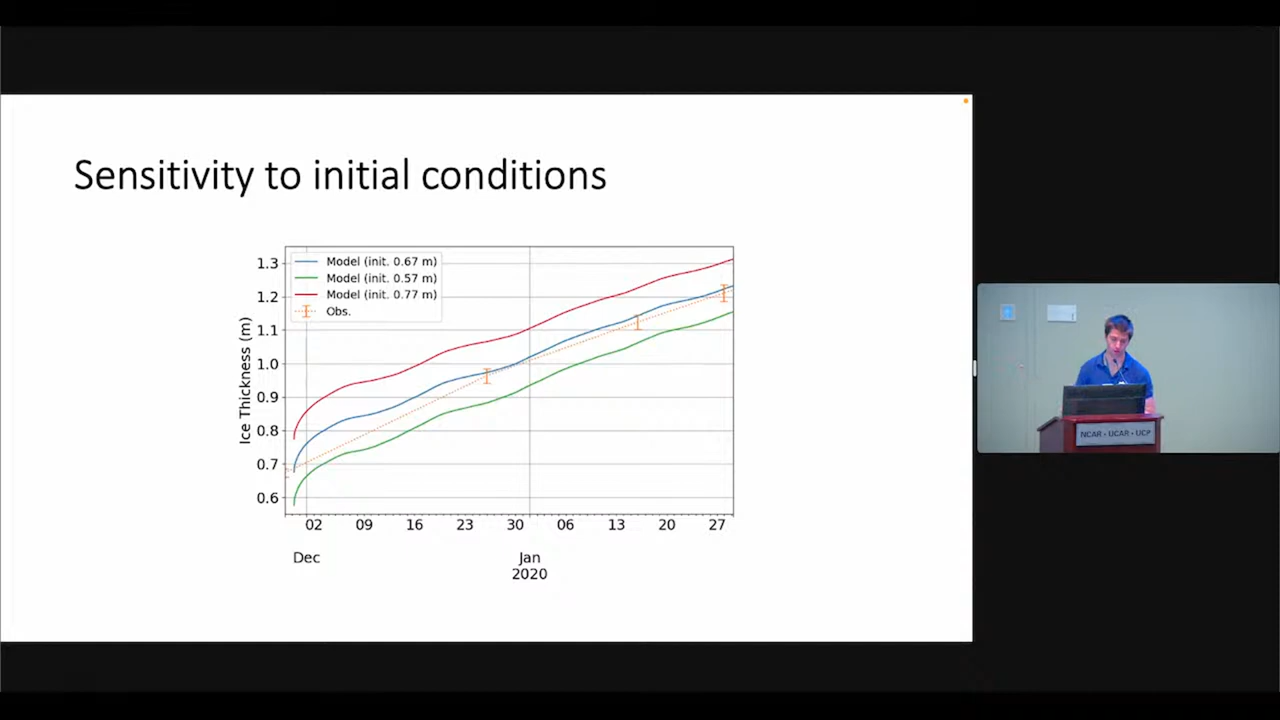 Sensitivity to initial conditions
Model (init. 0.67 m)
Model (init. 0.57 m)
Model (init. 0.77 m)
Obs.
Ice Thickness (m)
1.3
1.2
1.1
1.0
0.9
0.8
0.7
0.6
02 09 16 23 30 06 13 20 27
Dec Jan
2020
NCAR • UCAR • UCP